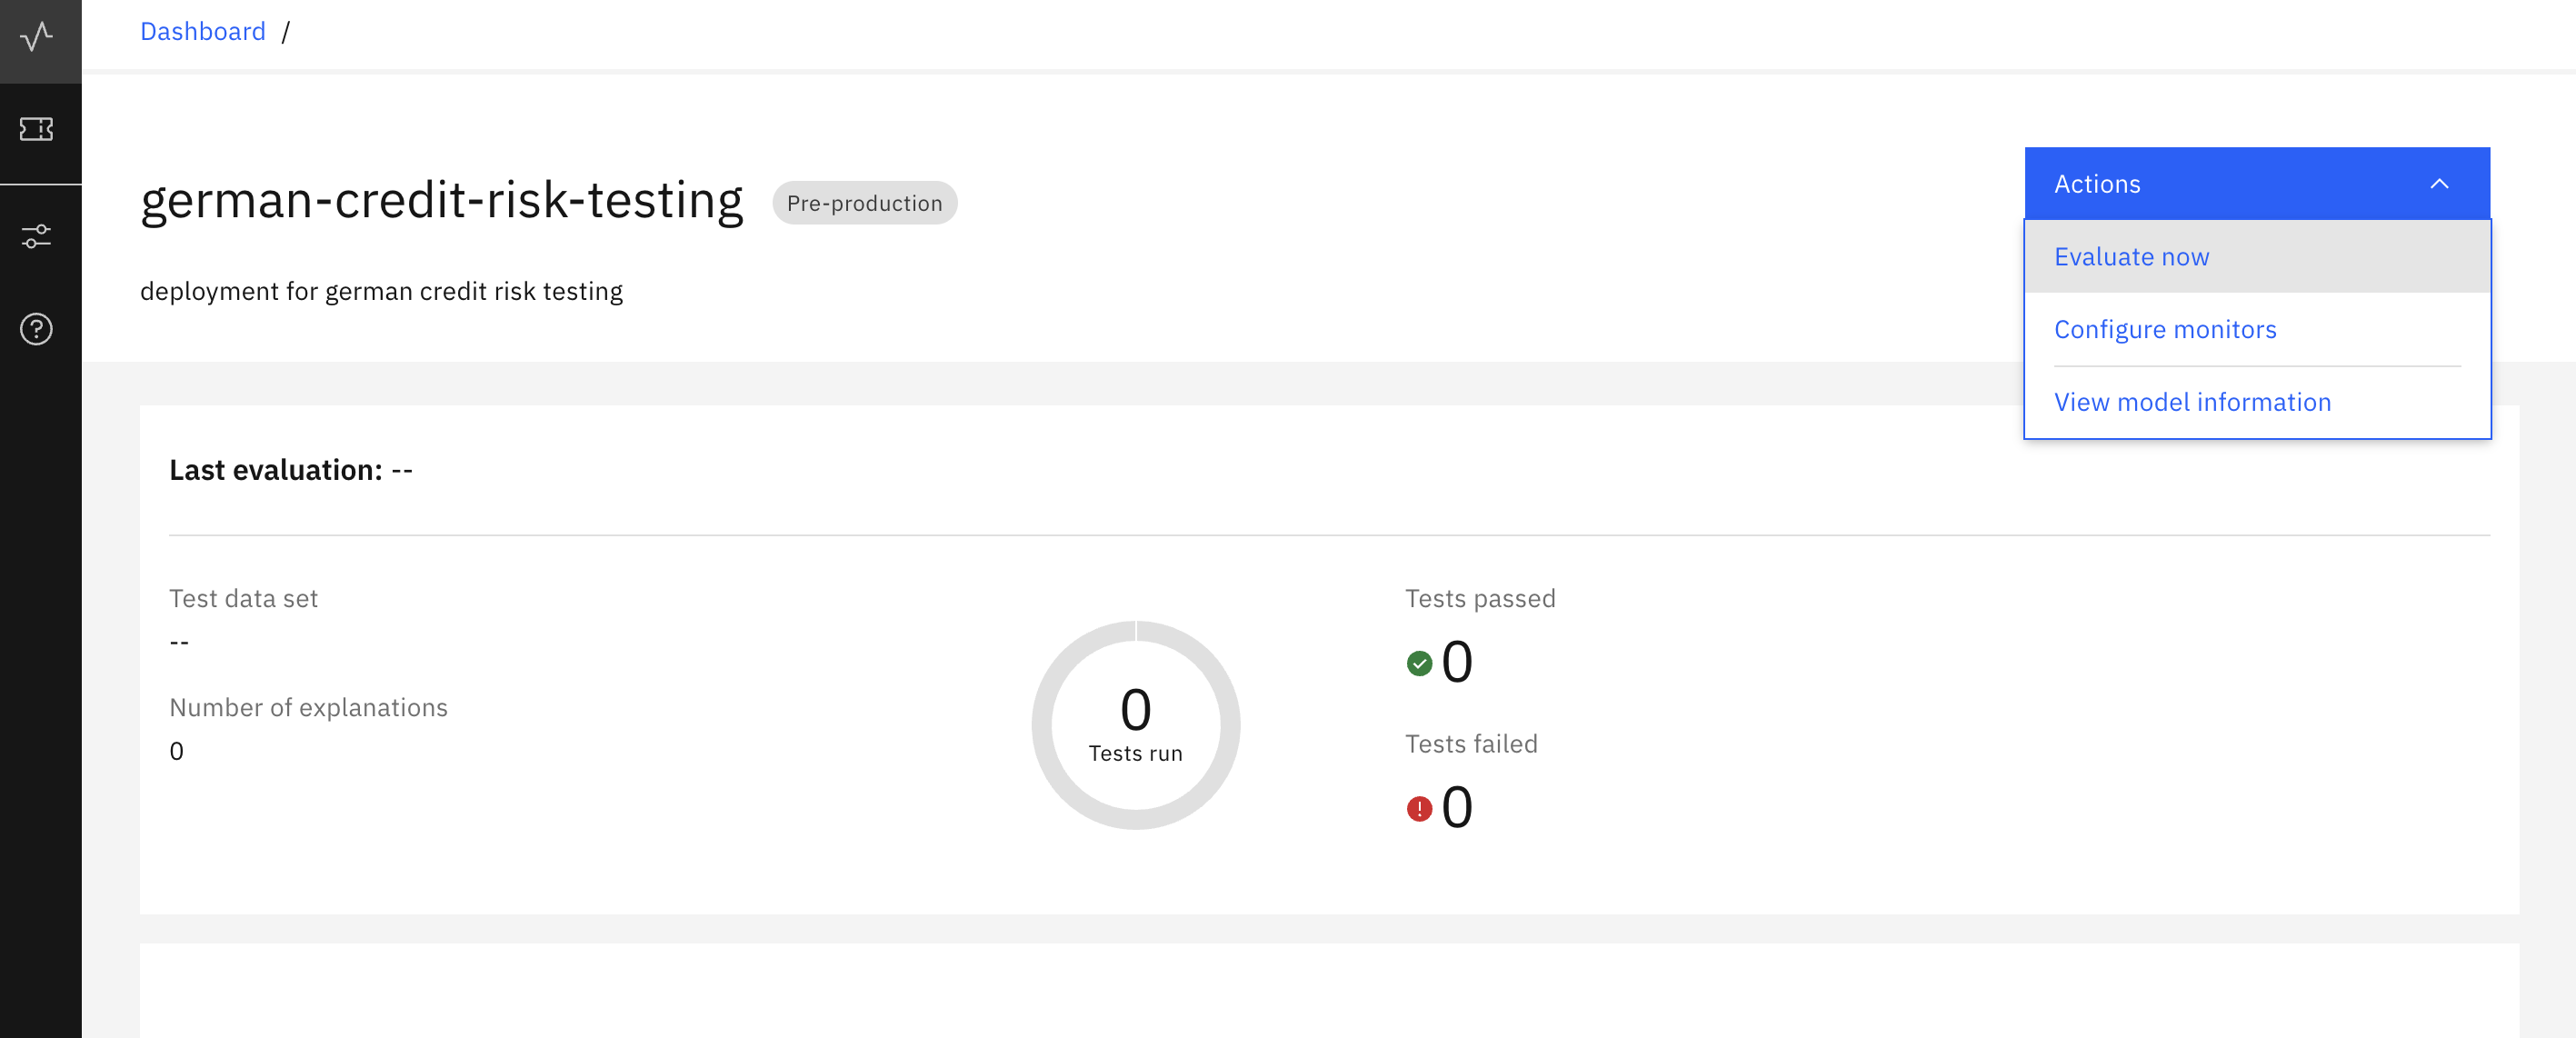 Dashboard /
german-credit-risk-testing Pre-production
deployment for german credit risk testing
Actions
Evaluate now
Configure monitors
View model information
Last evaluation: --
Test data set
--
Number of explanations
0
0
Tests run
Tests passed
0
Tests failed
0